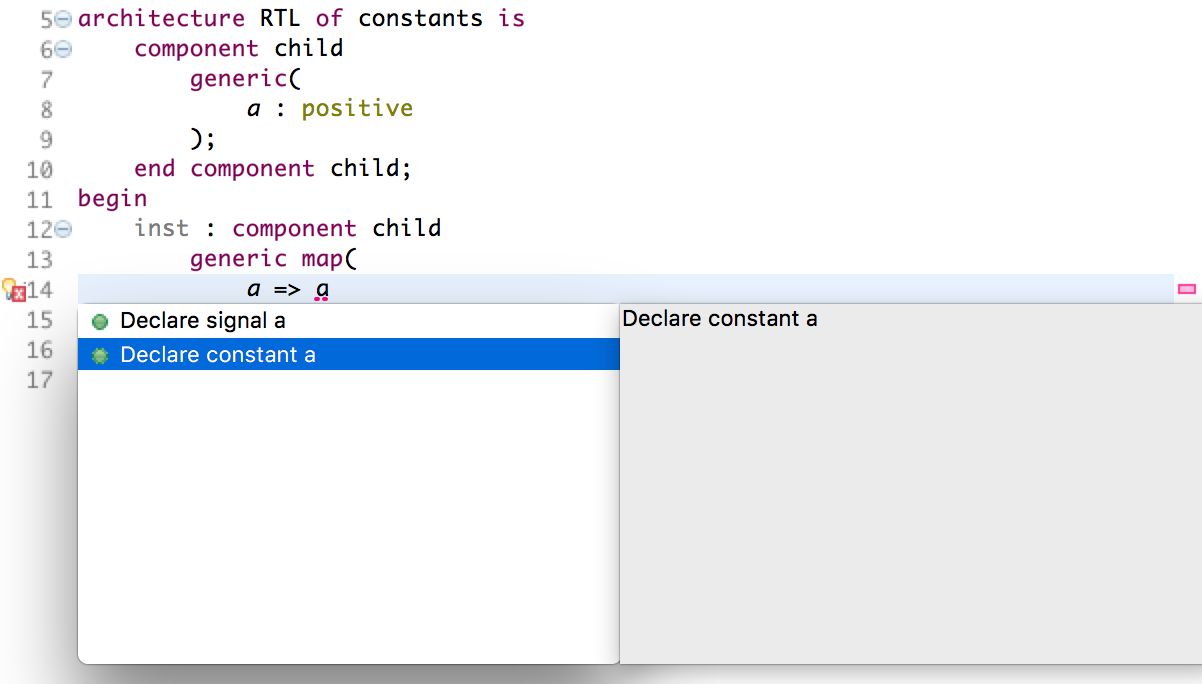 5 architecture RTL of constants is
6 component child
7 generic(
8 a : positive
9 );
10 end component child;
11 begin
12 inst : component child
13 generic map(
14 a => a
15 Declare signal a Declare constant a
16 Declare constant a
17